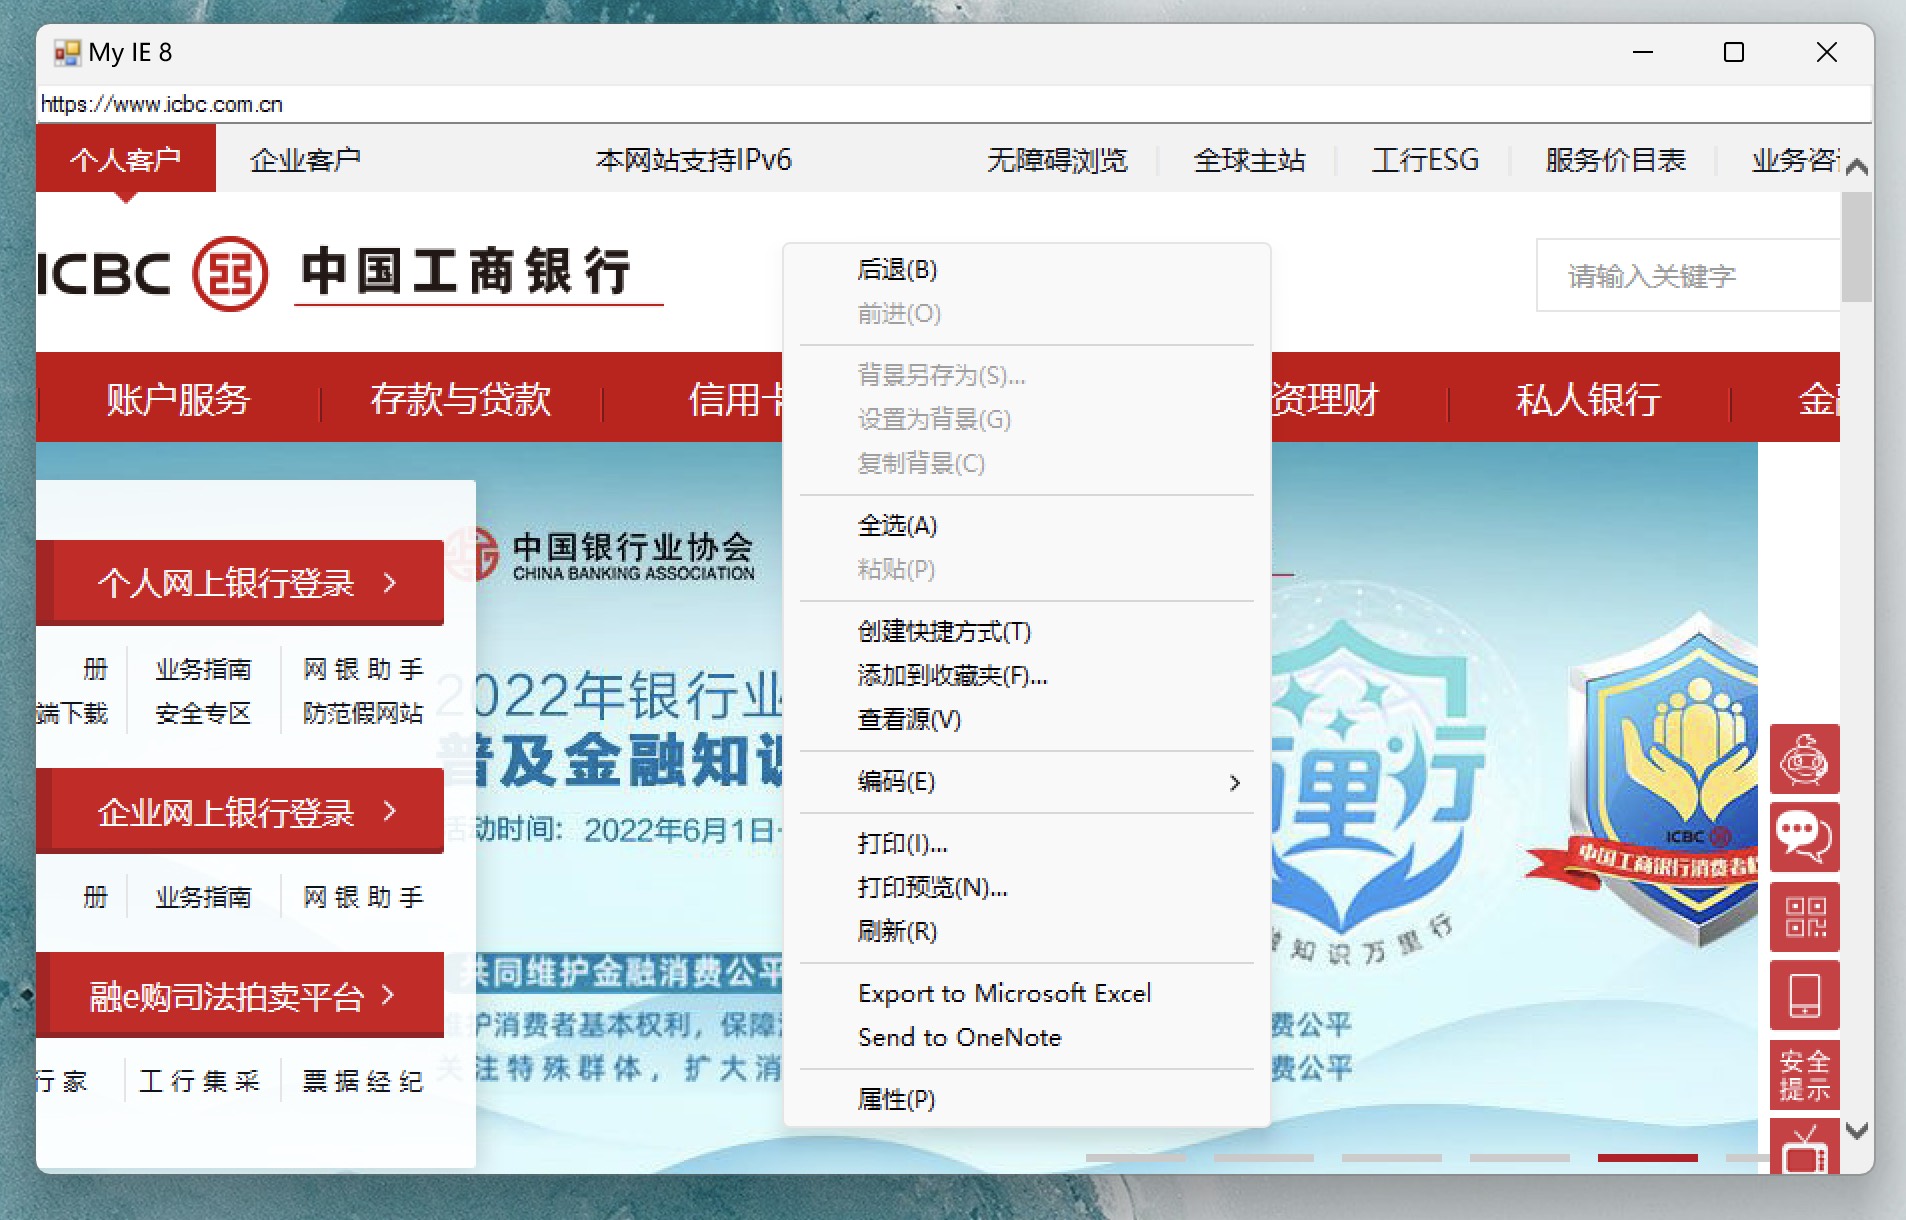 My IE 8
https://www.icbc.com.cn
个人客户 企业客户 本网站支持IPv6 无障碍浏览 全球主站 工行ESG 服务价目表 业务咨
ICBC 中国工商银行
请输入关键字
账户服务 存款与贷款 信用卡 资理财 私人银行 金
后退(B)
前进(O)
背景另存为(S)...
设置为背景(G)
复制背景(C)
全选(A)
粘贴(P)
创建快捷方式(T)
添加到收藏夹(F)...
查看源(V)
编码(E)
打印(I)...
打印预览(N)...
刷新(R)
Export to Microsoft Excel
Send to OneNote
属性(P)
个人网上银行登录
册 业务指南 网银助手
端下载 安全专区 防范假网站
企业网上银行登录
册 业务指南 网银助手
融e购司法拍卖平台
行家 工行集采 票据经纪
中国银行业协会
CHINA BANKING ASSOCIATION
2022年银行业
普及金融知识
活动时间：2022年6月1日
共同维护金融消费公平
维护消费者基本权利，保障
关注特殊群体，扩大消
费公平
费公平
万里行
知识万里行
ICBC
中国工商银行消费者
安全
提示